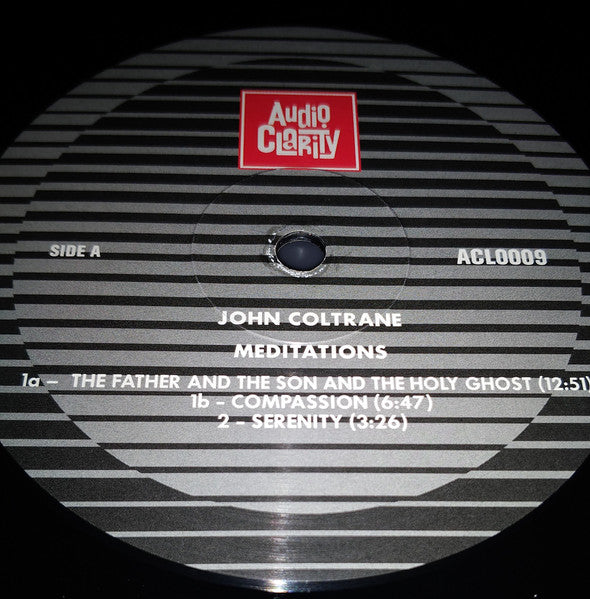 Audio
Clarity
SIDE A
ACL0009
JOHN COLTRANE
MEDITATIONS
1a – THE FATHER AND THE SON AND THE HOLY GHOST (12:51)
1b – COMPASSION (6:47)
2 – SERENITY (3:26)